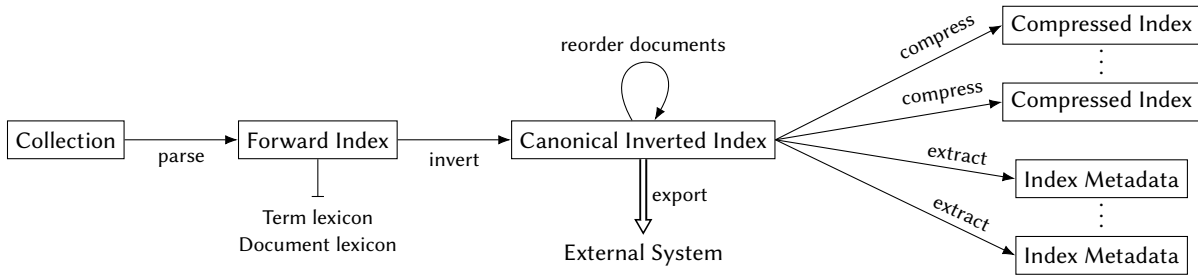 reorder documents
Collection
parse
Forward Index
Term lexicon
Document lexicon
invert
Canonical Inverted Index
export
External System
compress
Compressed Index
compress
Compressed Index
extract
Index Metadata
extract
Index Metadata